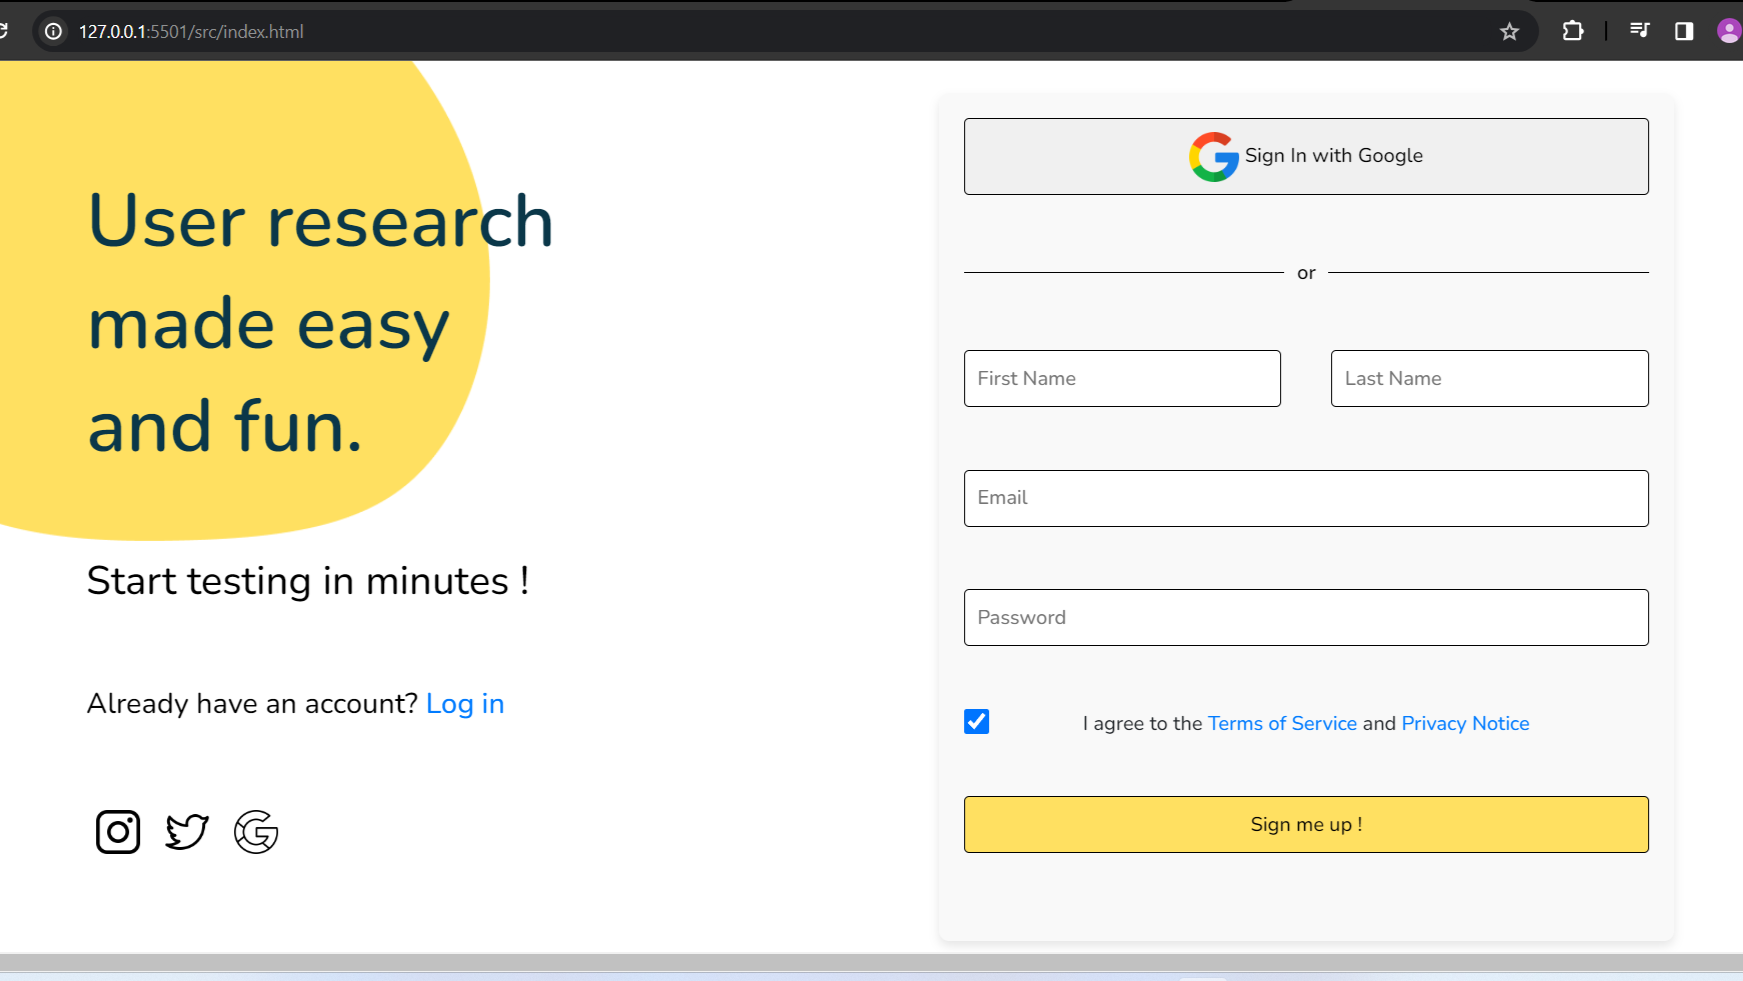 127.0.0.1:5501/src/index.html
User research
made easy
and fun.
Start testing in minutes !
Already have an account? Log in
Sign In with Google
or
First Name
Last Name
Email
Password
I agree to the Terms of Service and Privacy Notice
Sign me up !